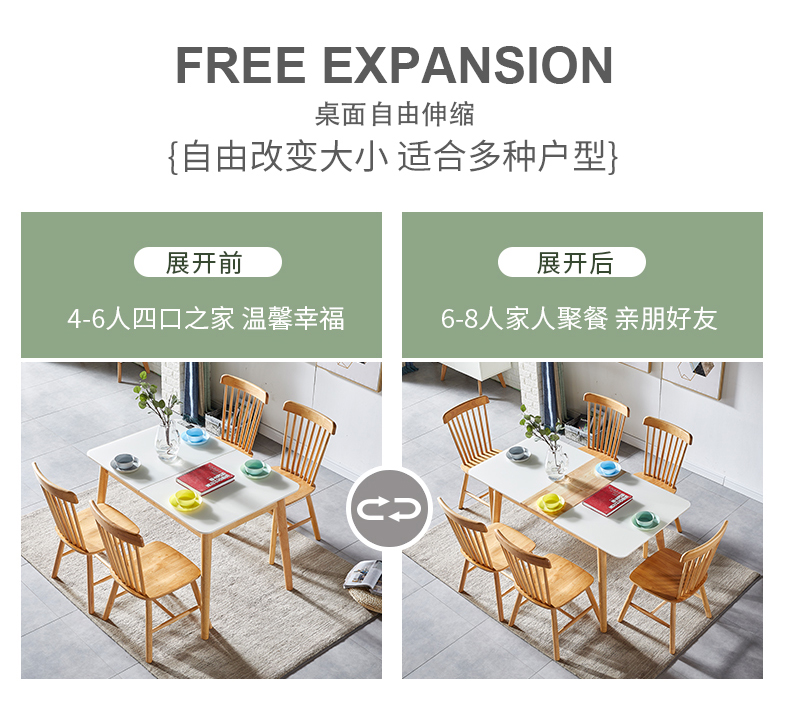 FREE EXPANSION
桌面自由伸缩
{自由改变大小 适合多种户型}
展开前
4-6人四口之家 温馨幸福
展开后
6-8人家人聚餐 亲朋好友